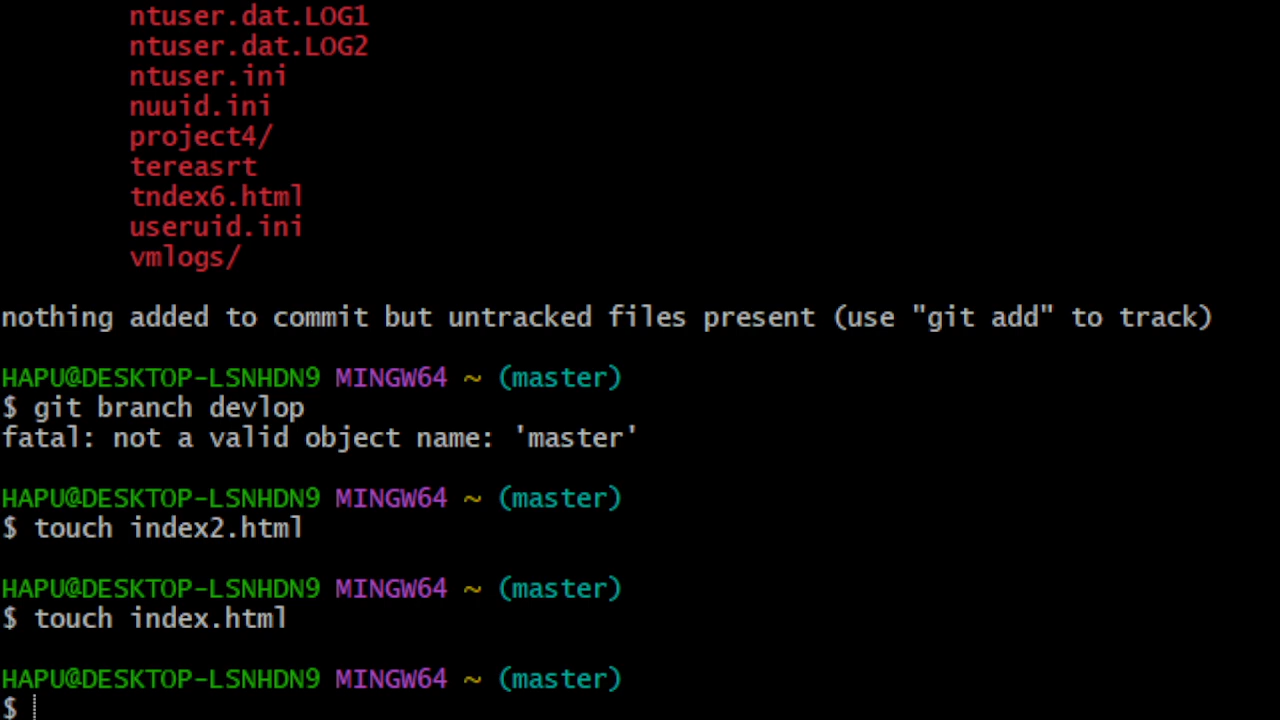 ntuser.dat.LOG1
ntuser.dat.LOG2
ntuser.ini
nuuid.ini
project4/
tereasrt
tndex6.html
useruid.ini
vmlogs/
nothing added to commit but untracked files present (use "git add" to track)
HAPU@DESKTOP-LSNHDN9 MINGW64 ~ (master)
$ git branch devlop
fatal: not a valid object name: 'master'
HAPU@DESKTOP-LSNHDN9 MINGW64 ~ (master)
$ touch index2.html
HAPU@DESKTOP-LSNHDN9 MINGW64 ~ (master)
$ touch index.html
HAPU@DESKTOP-LSNHDN9 MINGW64 ~ (master)
$